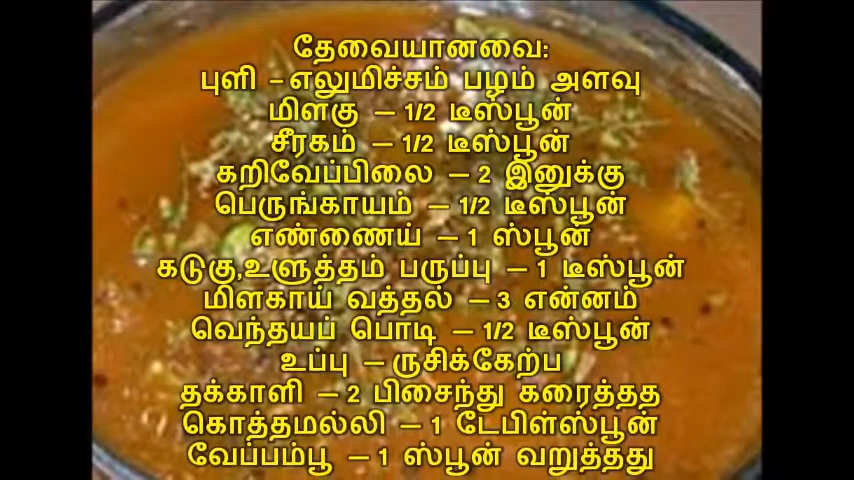 தேவையானவை:
புளி – எலுமிச்சம் பழம் அளவு
மிளகு – 1/2 டீஸ்பூன்
சீரகம் – 1/2 டீஸ்பூன்
கறிவேப்பிலை – 2 இனுக்கு
பெருங்காயம் – 1/2 டீஸ்பூன்
எண்ணைய் – 1 ஸ்பூன்
கடுகு,உளுத்தம் பருப்பு – 1 டீஸ்பூன்
மிளகாய் வத்தல் – 3 என்னம்
வெந்தயப் பொடி – 1/2 டீஸ்பூன்
உப்பு – ருசிக்கேற்ப
தக்காளி – 2 பிசைந்து கரைத்தத
கொத்தமல்லி – 1 டேபிள்ஸ்பூன்
வேப்பம்பூ – 1 ஸ்பூன் வறுத்தது